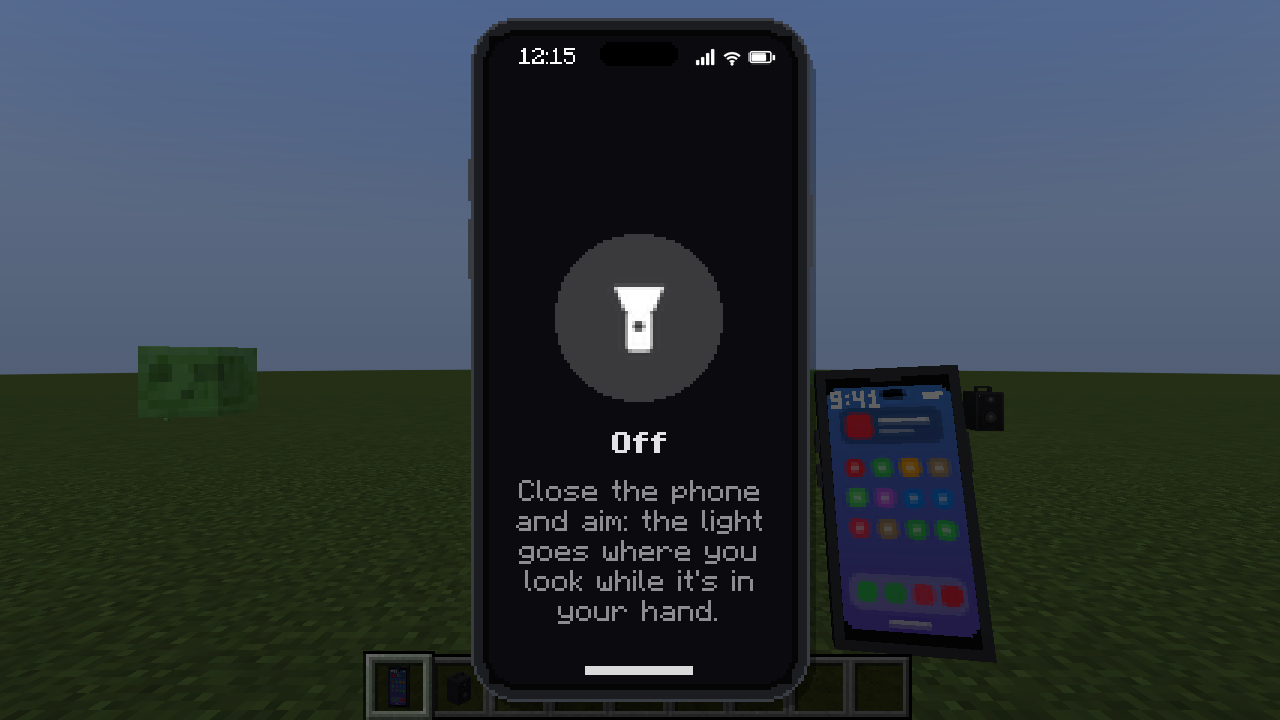 12:15
Off
Close the phone
and aim: the light
goes where you
look while it's in
your hand.
9:41